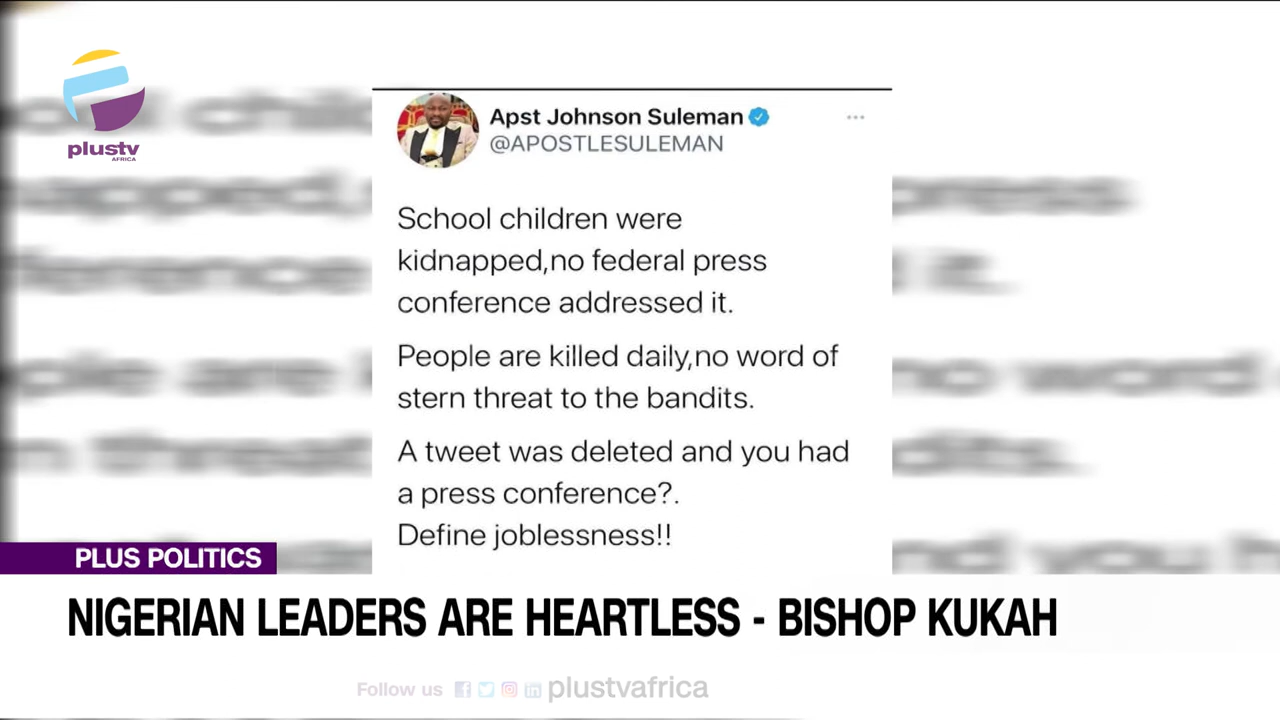 plustv
AFRICA
Apst Johnson Suleman
@APOSTLESULEMAN
School children were
kidnapped,no federal press
conference addressed it.
People are killed daily,no word of
stern threat to the bandits.
A tweet was deleted and you had
a press conference?.
Define joblessness!!
PLUS POLITICS
NIGERIAN LEADERS ARE HEARTLESS - BISHOP KUKAH
Follow us plustvafrica